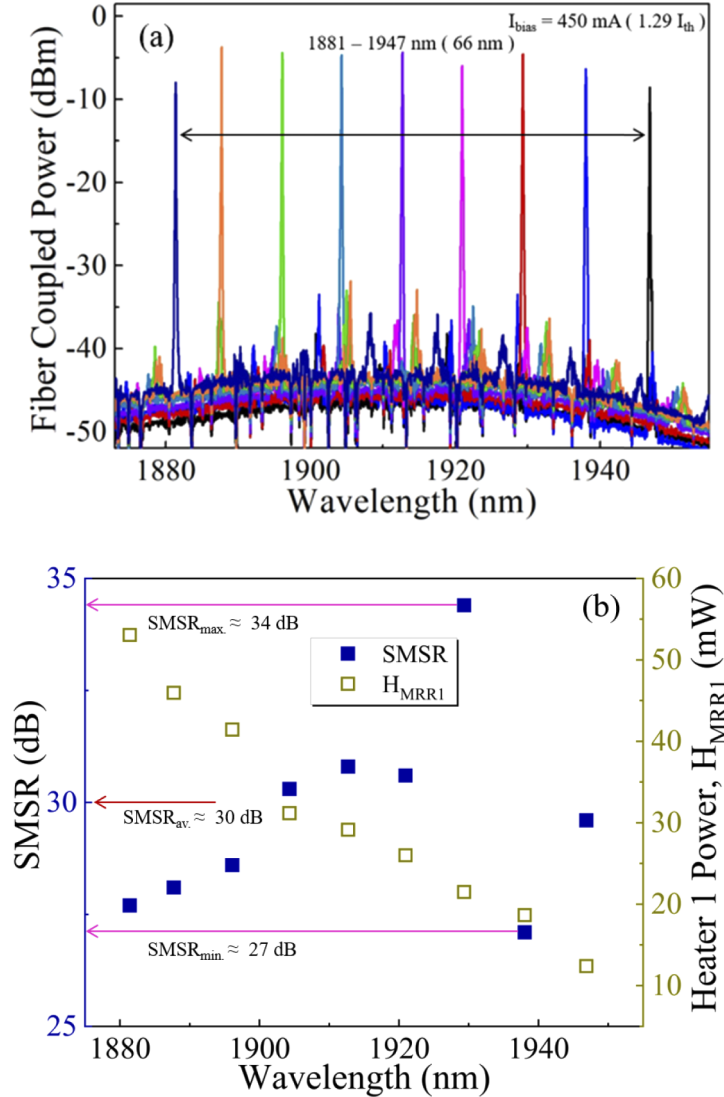 (a)
I_bias = 450 mA ( 1.29 I_th )
1881 – 1947 nm ( 66 nm )
Fiber Coupled Power (dBm)
0
-10
-20
-30
-40
-50
1880 1900 1920 1940
Wavelength (nm)
(b)
SMSR (dB)
35
30
25
SMSR_max. ≈ 34 dB
SMSR
H_MRR1
SMSR_av. ≈ 30 dB
SMSR_min. ≈ 27 dB
60
50
40
30
20
10
Heater 1 Power, H_MRR1 (mW)
1880 1900 1920 1940
Wavelength (nm)